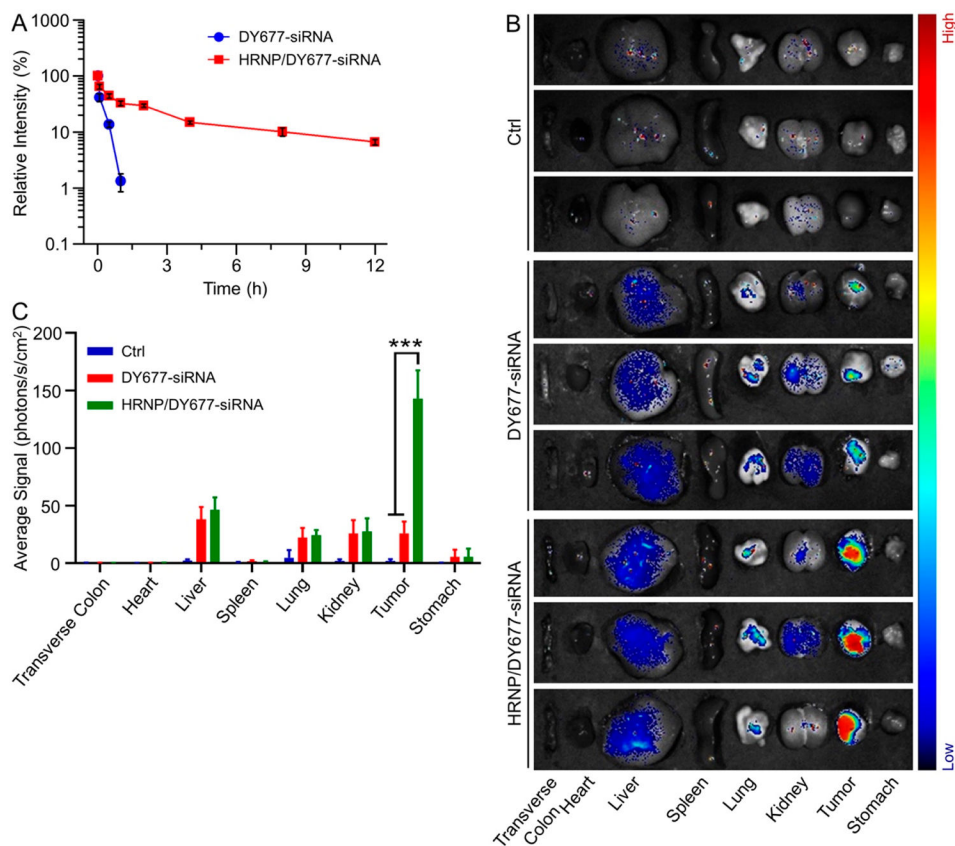 A
DY677-siRNA
HRNP/DY677-siRNA
Relative Intensity (%)
1000
100
10
1
0.1
0
3
6
9
12
Time (h)
B
Ctrl
DY677-siRNA
HRNP/DY677-siRNA
High
Low
Transverse Colon
Heart
Liver
Spleen
Lung
Kidney
Tumor
Stomach
C
Ctrl
DY677-siRNA
HRNP/DY677-siRNA
***
Average Signal (photons/s/cm²)
200
150
100
50
0
Transverse Colon
Heart
Liver
Spleen
Lung
Kidney
Tumor
Stomach